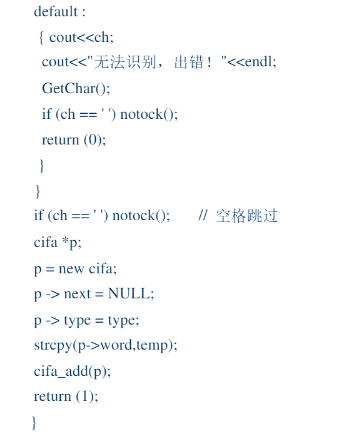 default :
{ cout<<ch;
cout<<"无法识别，出错！"<<endl;
GetChar();
if (ch == ' ') notock();
return (0);
}
}
if (ch == ' ') notock(); // 空格跳过
cifa *p;
p = new cifa;
p -> next = NULL;
p -> type = type;
strcpy(p->word,temp);
cifa_add(p);
return (1);
}